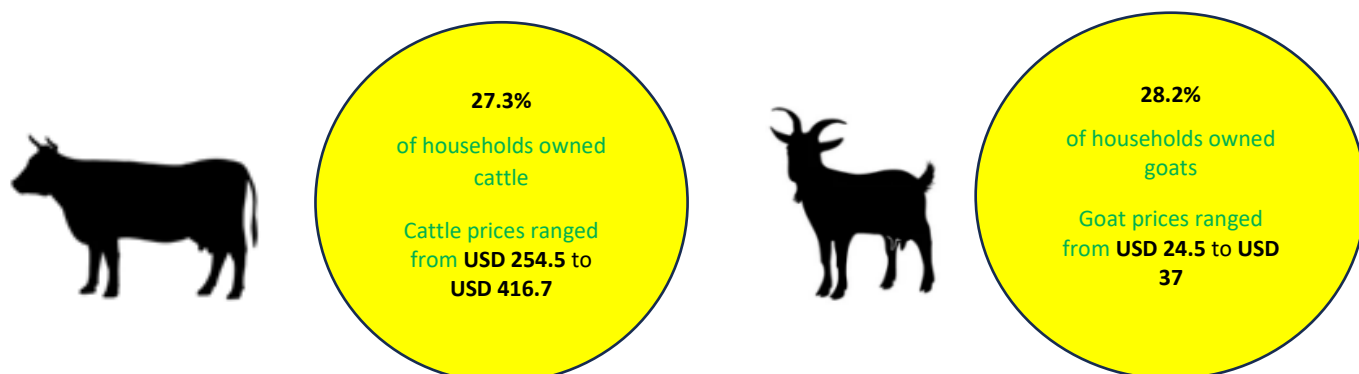 27.3%
of households owned
cattle
Cattle prices ranged
from USD 254.5 to
USD 416.7
28.2%
of households owned
goats
Goat prices ranged
from USD 24.5 to USD
37